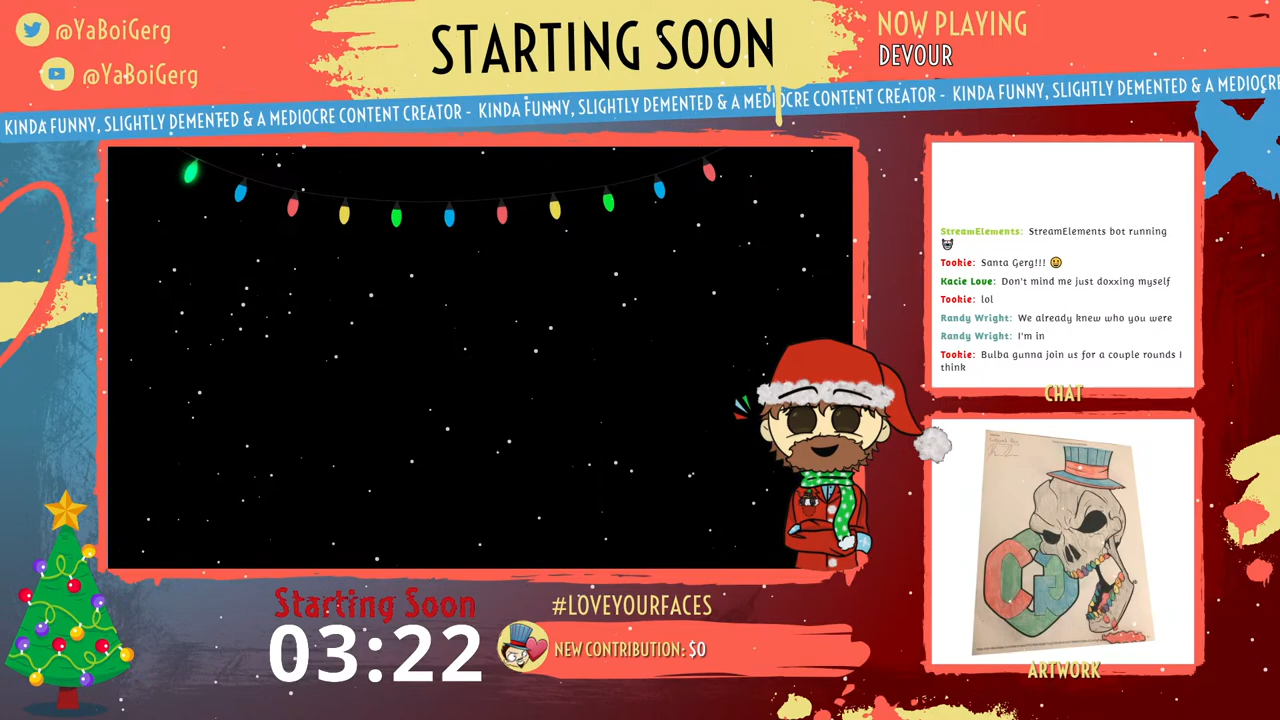 @YaBoiGerg
@YaBoiGerg
STARTING SOON
NOW PLAYING
DEVOUR
KINDA FUNNY, SLIGHTLY DEMENTED & A MEDIOCRE CONTENT CREATOR - KINDA FUNNY, SLIGHTLY DEMENTED & A MEDIOCRE CONTENT CREATOR - KINDA FUNNY, SLIGHTLY DEMENTED & A MEDIOCRE
StreamElements: StreamElements bot running
Tookie: Santa Gerg!!!
Kacie Love: Don't mind me just doxxing myself
Tookie: lol
Randy Wright: We already knew who you were
Randy Wright: I'm in
Tookie: Bulba gunna join us for a couple rounds I
think
CHAT
ARTWORK
Starting Soon
03:22
#LOVEYOURFACES
NEW CONTRIBUTION: $0